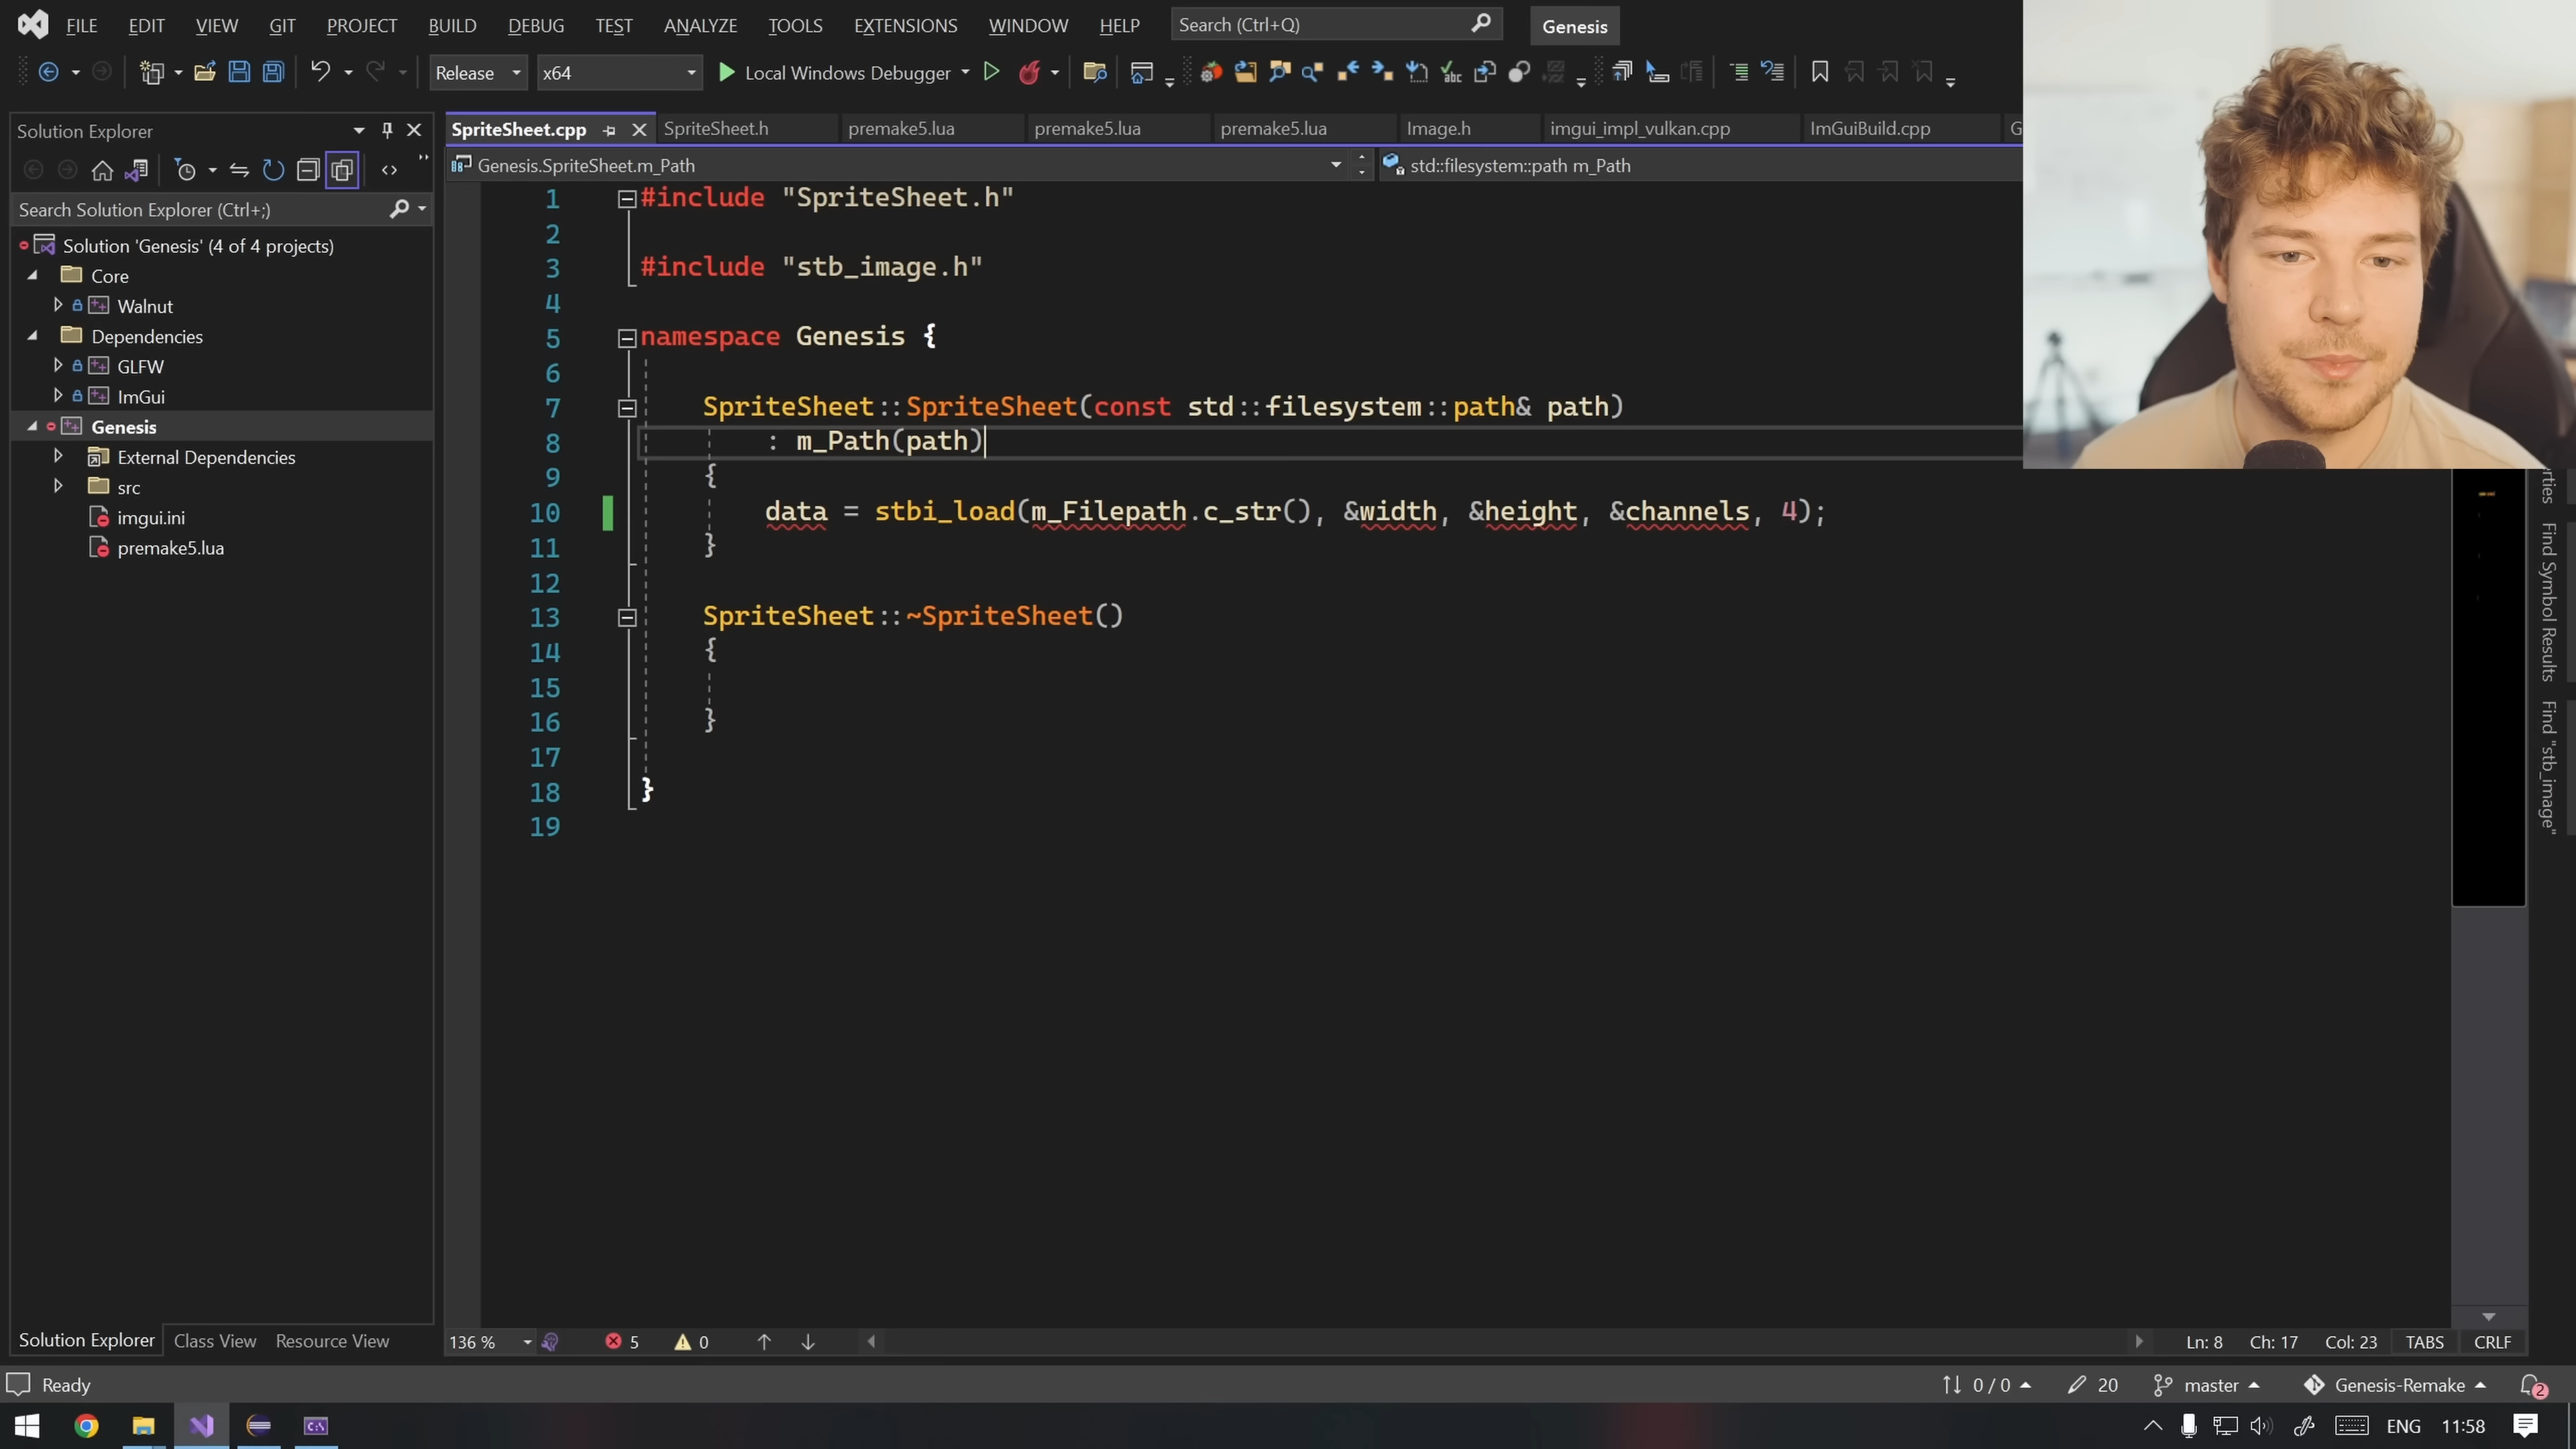 FILE EDIT VIEW GIT PROJECT BUILD DEBUG TEST ANALYZE TOOLS EXTENSIONS WINDOW HELP Search (Ctrl+Q) Genesis
Release x64 Local Windows Debugger
Solution Explorer
Search Solution Explorer (Ctrl+;)
Solution 'Genesis' (4 of 4 projects)
Core
Walnut
Dependencies
GLFW
ImGui
Genesis
External Dependencies
src
imgui.ini
premake5.lua
Solution Explorer Class View Resource View
SpriteSheet.cpp SpriteSheet.h premake5.lua premake5.lua premake5.lua Image.h imgui_impl_vulkan.cpp ImGuiBuild.cpp G
Genesis.SpriteSheet.m_Path std::filesystem::path m_Path
1 #include "SpriteSheet.h"
2
3 #include "stb_image.h"
4
5 namespace Genesis {
6
7 SpriteSheet::SpriteSheet(const std::filesystem::path& path)
8 : m_Path(path)
9 {
10 data = stbi_load(m_Filepath.c_str(), &width, &height, &channels, 4);
11 }
12
13 SpriteSheet::~SpriteSheet()
14 {
15
16 }
17
18 }
19
rties
Find Symbol Results
Find "stb_image"
136 % 5 0 Ln: 8 Ch: 17 Col: 23 TABS CRLF
Ready 0 / 0 20 master Genesis-Remake 2
C:\ ENG 11:58